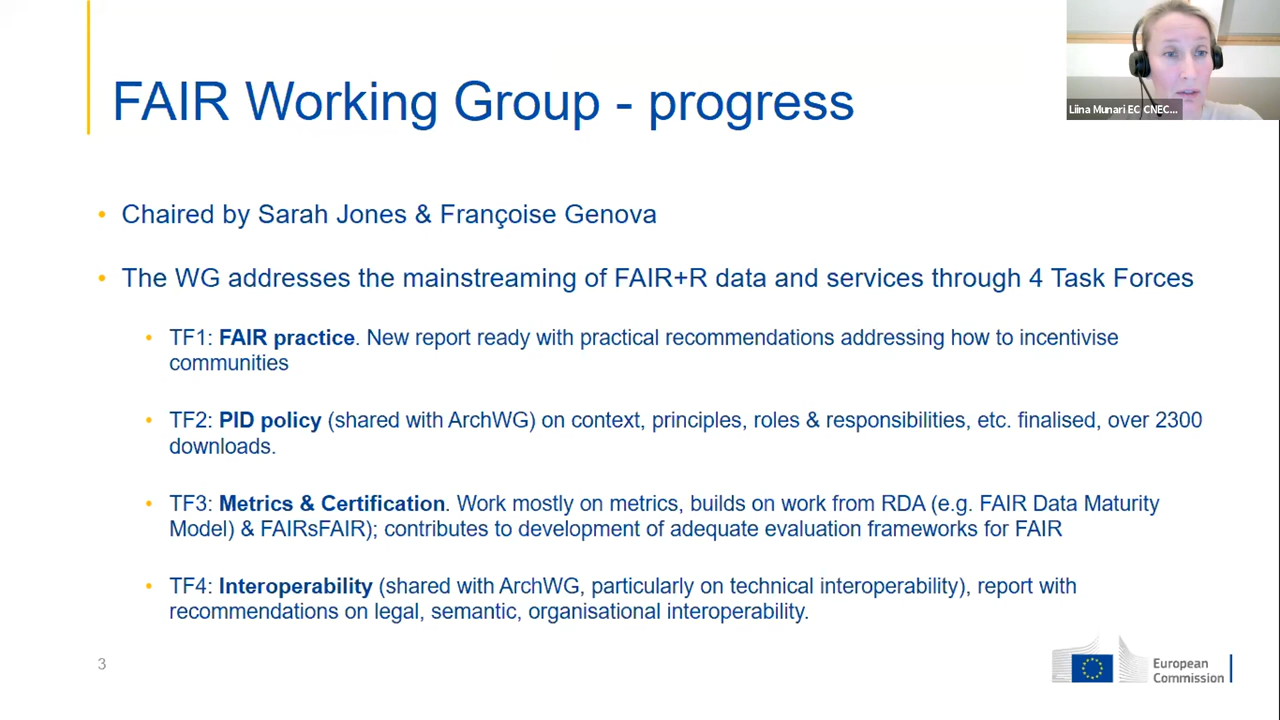 FAIR Working Group - progress
Liina Munari EC CNEC...
• Chaired by Sarah Jones & Françoise Genova
• The WG addresses the mainstreaming of FAIR+R data and services through 4 Task Forces
• TF1: FAIR practice. New report ready with practical recommendations addressing how to incentivise
communities
• TF2: PID policy (shared with ArchWG) on context, principles, roles & responsibilities, etc. finalised, over 2300
downloads.
• TF3: Metrics & Certification. Work mostly on metrics, builds on work from RDA (e.g. FAIR Data Maturity
Model) & FAIRsFAIR); contributes to development of adequate evaluation frameworks for FAIR
• TF4: Interoperability (shared with ArchWG, particularly on technical interoperability), report with
recommendations on legal, semantic, organisational interoperability.
3
European
Commission